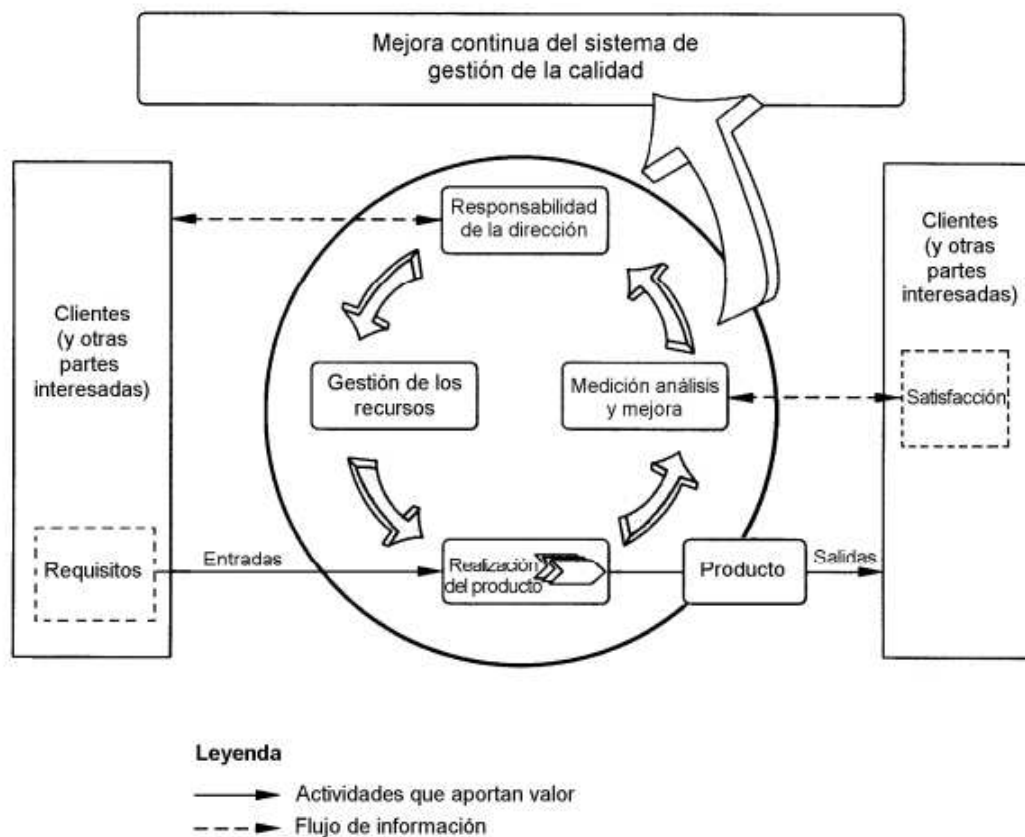 Mejora continua del sistema de
gestión de la calidad
Responsabilidad
de la dirección
Clientes
(y otras
partes
interesadas)
Clientes
(y otras
partes
interesadas)
Gestión de los
recursos
Medición análisis
y mejora
Satisfacción
Requisitos
Entradas
Realización
del producto
Producto
Salidas
Leyenda
Actividades que aportan valor
Flujo de información